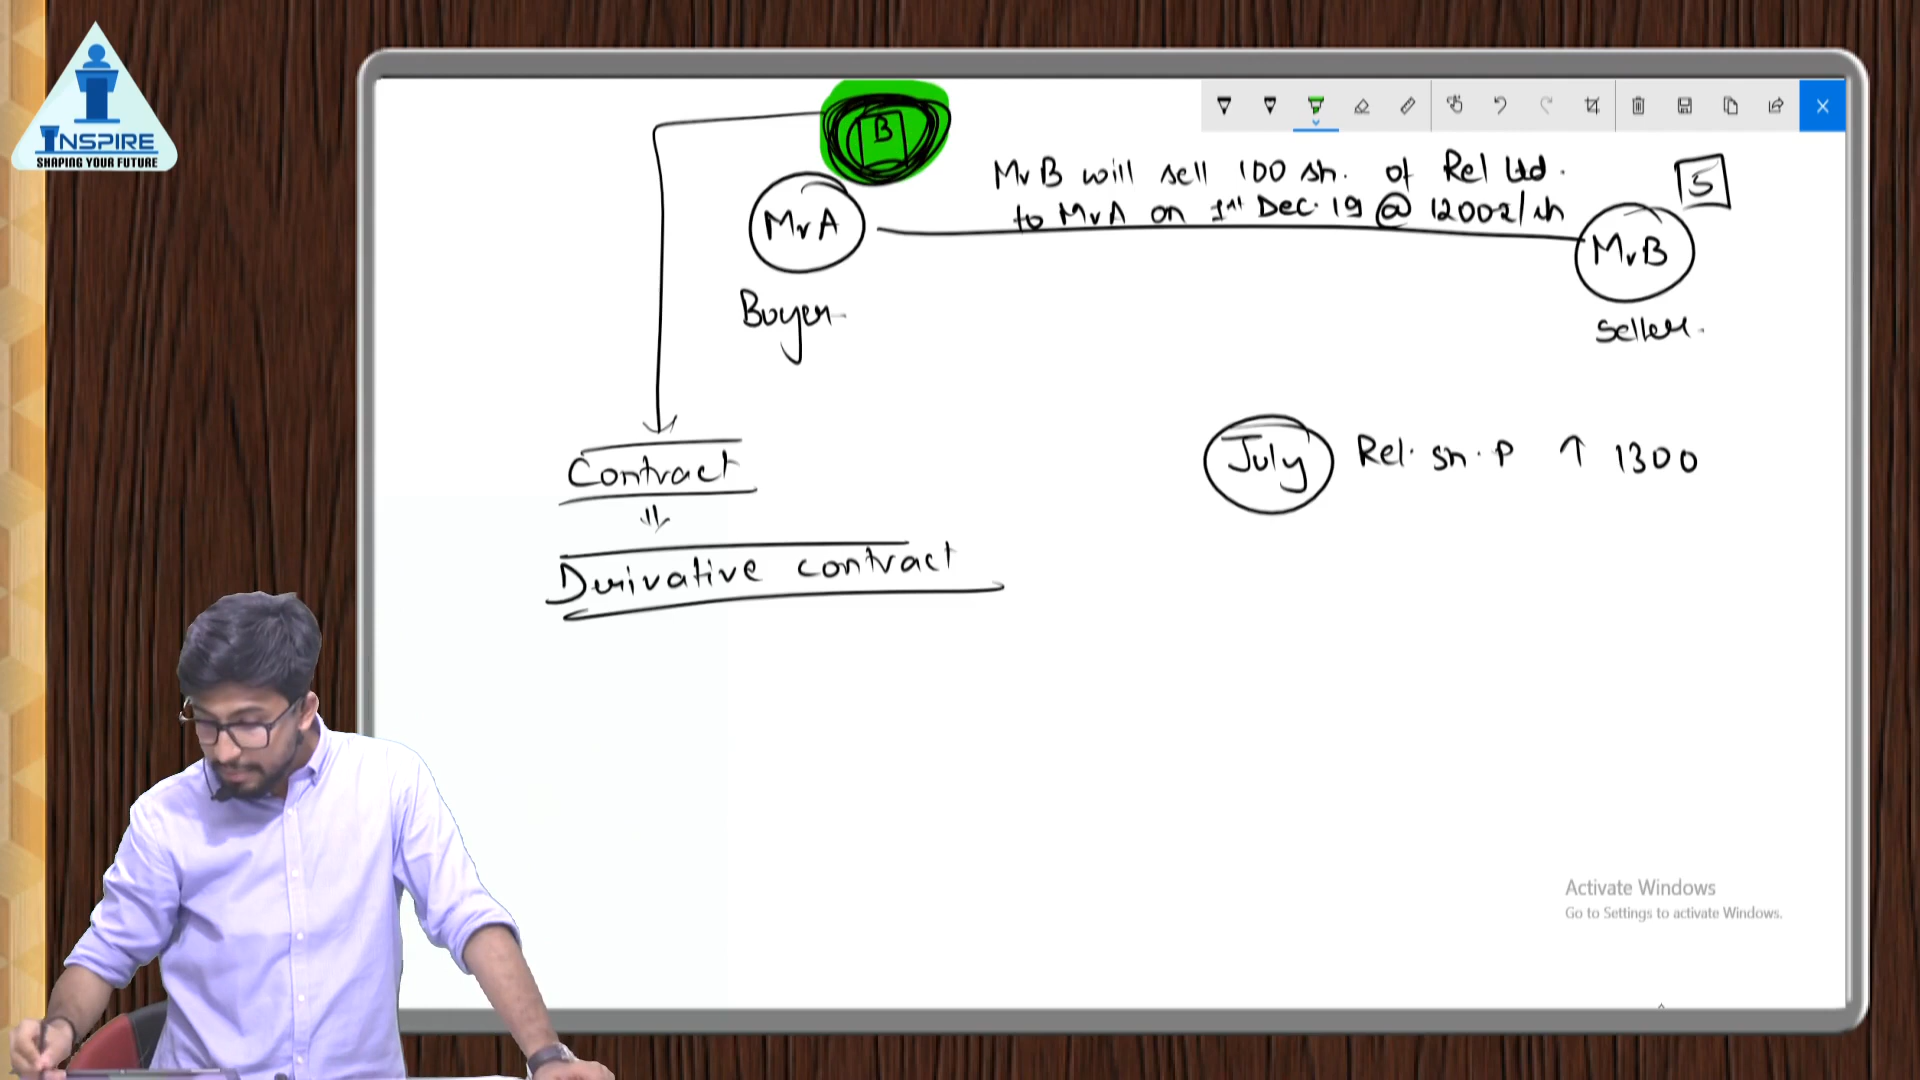 INSPIRE
SHAPING YOUR FUTURE
B
Mr B will sell 100 sh. of Rel Ltd.
to Mr A on 1st Dec. 19 @ 1200₹/sh
S
Mr A
Mr B
Buyer
Seller.
July Rel. sh. P ↑ 1300
Contract
Derivative contract
Activate Windows
Go to Settings to activate Windows.